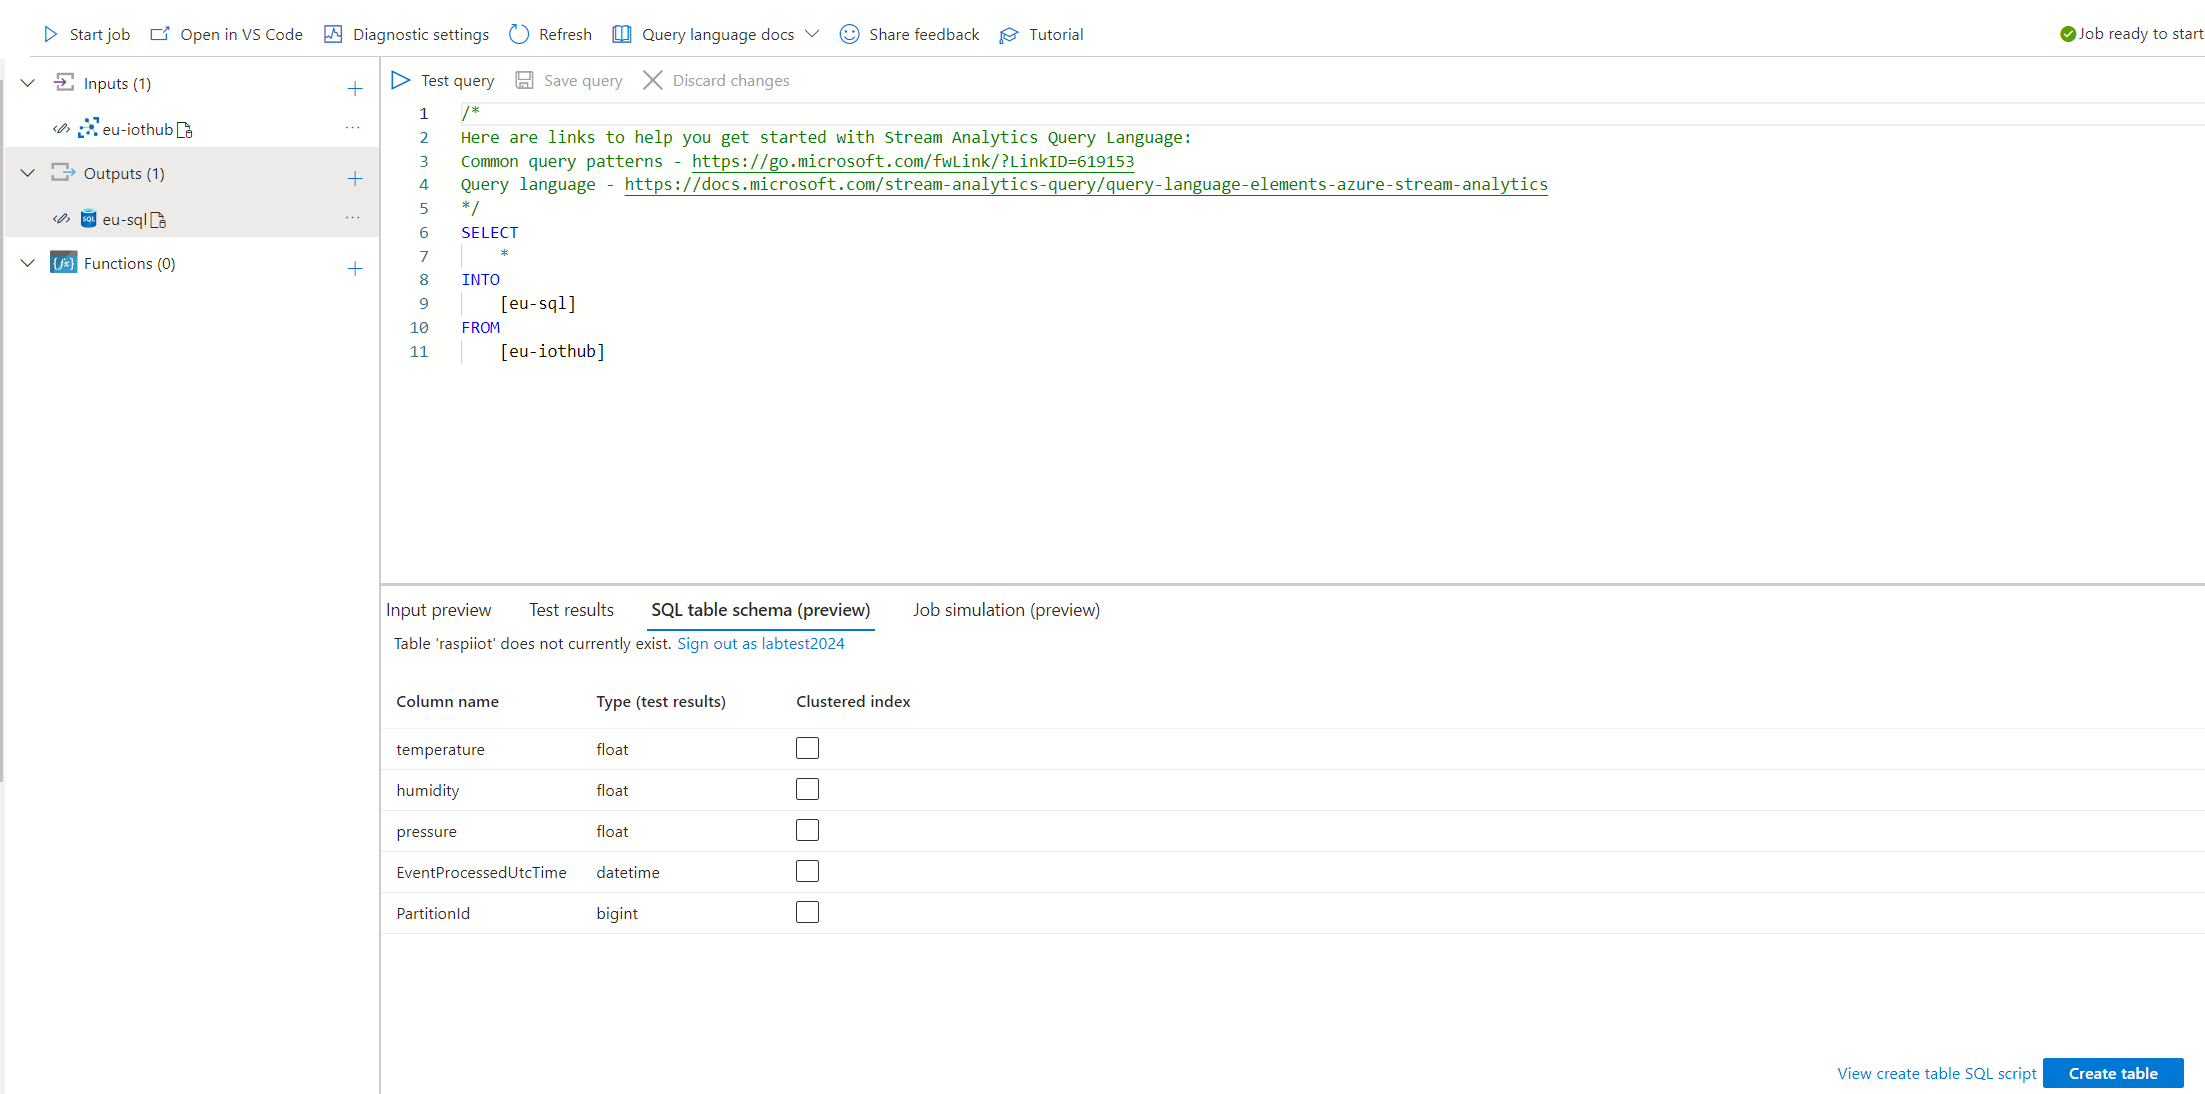 Start job Open in VS Code Diagnostic settings Refresh Query language docs Share feedback Tutorial Job ready to start
Inputs (1)
eu-iothub
Outputs (1)
SQL eu-sql
{fx} Functions (0)
Test query Save query Discard changes
1 /*
2 Here are links to help you get started with Stream Analytics Query Language:
3 Common query patterns - https://go.microsoft.com/fwLink/?LinkID=619153
4 Query language - https://docs.microsoft.com/stream-analytics-query/query-language-elements-azure-stream-analytics
5 */
6 SELECT
7 *
8 INTO
9 [eu-sql]
10 FROM
11 [eu-iothub]
Input preview Test results SQL table schema (preview) Job simulation (preview)
Table 'raspiiot' does not currently exist. Sign out as labtest2024
Column name Type (test results) Clustered index
temperature float
humidity float
pressure float
EventProcessedUtcTime datetime
PartitionId bigint
View create table SQL script Create table